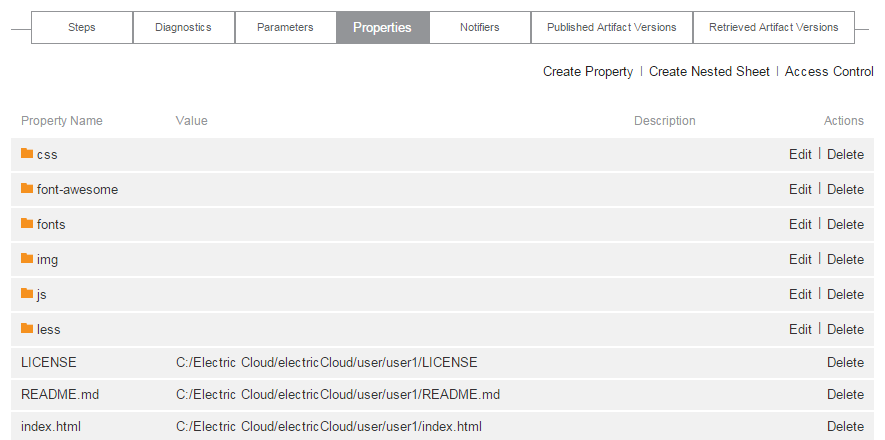 Steps Diagnostics Parameters Properties Notifiers Published Artifact Versions Retrieved Artifact Versions
Create Property | Create Nested Sheet | Access Control
Property Name Value Description Actions
css Edit | Delete
font-awesome Edit | Delete
fonts Edit | Delete
img Edit | Delete
js Edit | Delete
less Edit | Delete
LICENSE C:/Electric Cloud/electricCloud/user/user1/LICENSE Delete
README.md C:/Electric Cloud/electricCloud/user/user1/README.md Delete
index.html C:/Electric Cloud/electricCloud/user/user1/index.html Delete